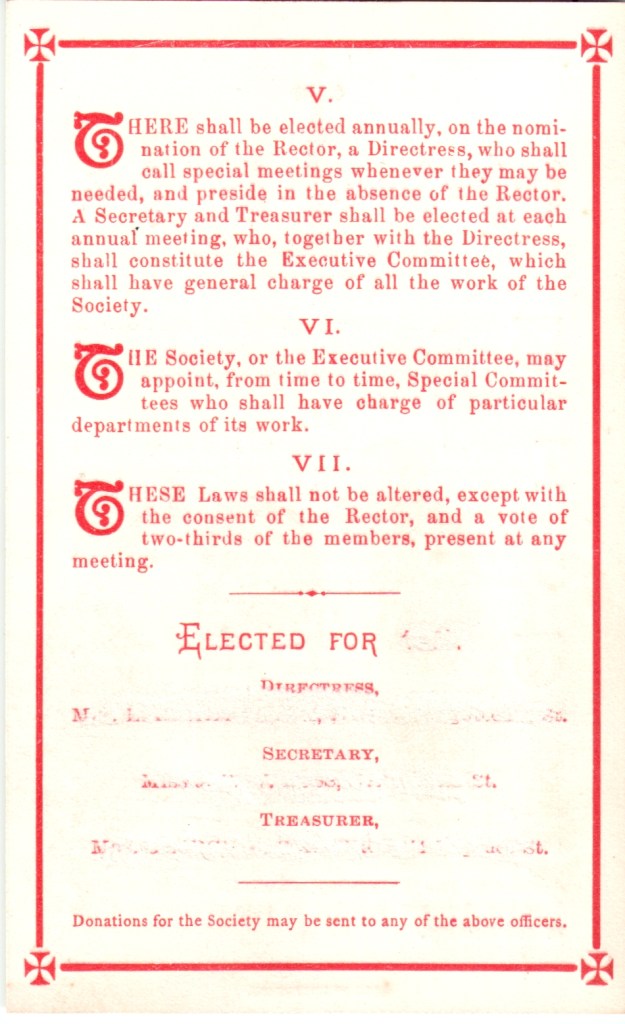 V.
THERE shall be elected annually, on the nomi-
nation of the Rector, a Directress, who shall
call special meetings whenever they may be
needed, and preside in the absence of the Rector.
A Secretary and Treasurer shall be elected at each
annual meeting, who, together with the Directress,
shall constitute the Executive Committee, which
shall have general charge of all the work of the
Society.
VI.
THE Society, or the Executive Committee, may
appoint, from time to time, Special Commit-
tees who shall have charge of particular
departments of its work.
VII.
THESE Laws shall not be altered, except with
the consent of the Rector, and a vote of
two-thirds of the members, present at any
meeting.
ELECTED FOR
DIRECTRESS,
St.
SECRETARY,
St.
TREASURER,
St.
Donations for the Society may be sent to any of the above officers.